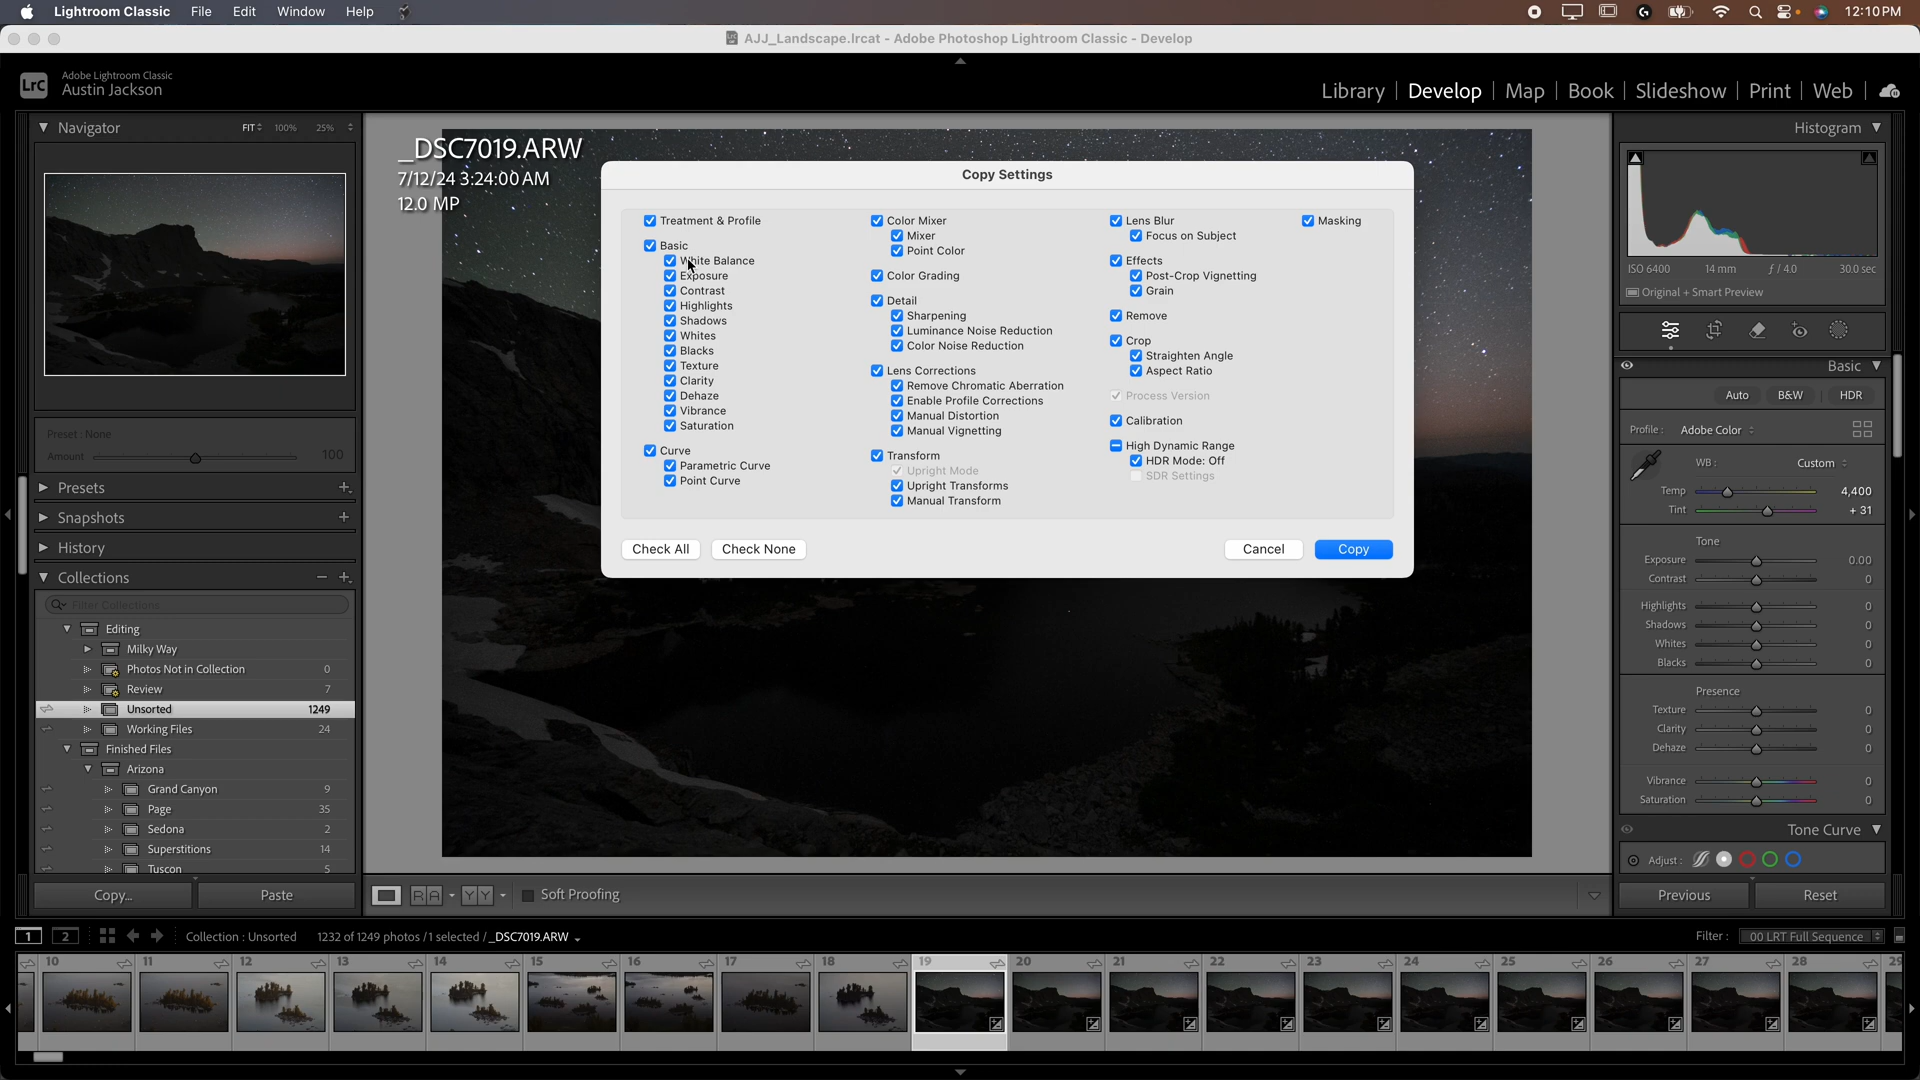 Lightroom Classic File Edit Window Help 12:10 PM
AJJ_Landscape.lrcat - Adobe Photoshop Lightroom Classic - Develop
LrC
Adobe Lightroom Classic
Austin Jackson
Library | Develop | Map | Book | Slideshow | Print | Web
Navigator FIT 100% 25%
Preset : None
Amount 100
Presets
Snapshots
History
Collections
Filter Collections
Editing
Milky Way
Photos Not in Collection 0
Review 7
Unsorted 1249
Working Files 24
Finished Files
Arizona
Grand Canyon 9
Page 35
Sedona 2
Superstitions 14
Tuscon 5
Copy... Paste
_DSC7019.ARW
7/12/24 3:24:00 AM
12.0 MP
Copy Settings
Treatment & Profile
Basic
White Balance
Exposure
Contrast
Highlights
Shadows
Whites
Blacks
Texture
Clarity
Dehaze
Vibrance
Saturation
Curve
Parametric Curve
Point Curve
Color Mixer
Mixer
Point Color
Color Grading
Detail
Sharpening
Luminance Noise Reduction
Color Noise Reduction
Lens Corrections
Remove Chromatic Aberration
Enable Profile Corrections
Manual Distortion
Manual Vignetting
Transform
Upright Mode
Upright Transforms
Manual Transform
Lens Blur
Focus on Subject
Effects
Post-Crop Vignetting
Grain
Remove
Crop
Straighten Angle
Aspect Ratio
Process Version
Calibration
High Dynamic Range
HDR Mode: Off
SDR Settings
Masking
Check All Check None Cancel Copy
Histogram
ISO 6400 14 mm ƒ / 4.0 30.0 sec
Original + Smart Preview
Basic
Auto B&W HDR
Profile : Adobe Color
WB : Custom
Temp 4,400
Tint + 31
Tone
Exposure 0.00
Contrast 0
Highlights 0
Shadows 0
Whites 0
Blacks 0
Presence
Texture 0
Clarity 0
Dehaze 0
Vibrance 0
Saturation 0
Tone Curve
Adjust :
Previous Reset
R A Y Y Soft Proofing
1 2 Collection : Unsorted 1232 of 1249 photos / 1 selected / _DSC7019.ARW Filter : 00 LRT Full Sequence
10 11 12 13 14 15 16 17 18 19 20 21 22 23 24 25 26 27 28 29